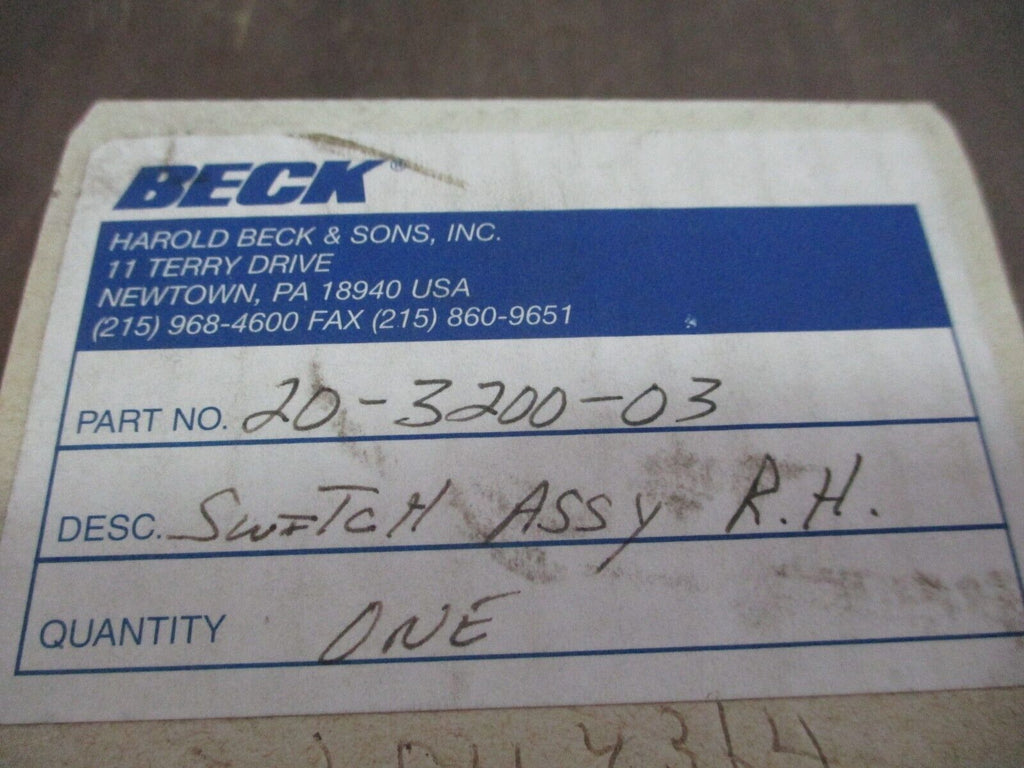 BECK®
HAROLD BECK & SONS, INC.
11 TERRY DRIVE
NEWTOWN, PA 18940 USA
(215) 968-4600 FAX (215) 860-9651
PART NO. 20-3200-03
DESC. SWITCH ASSY R.H.
QUANTITY ONE